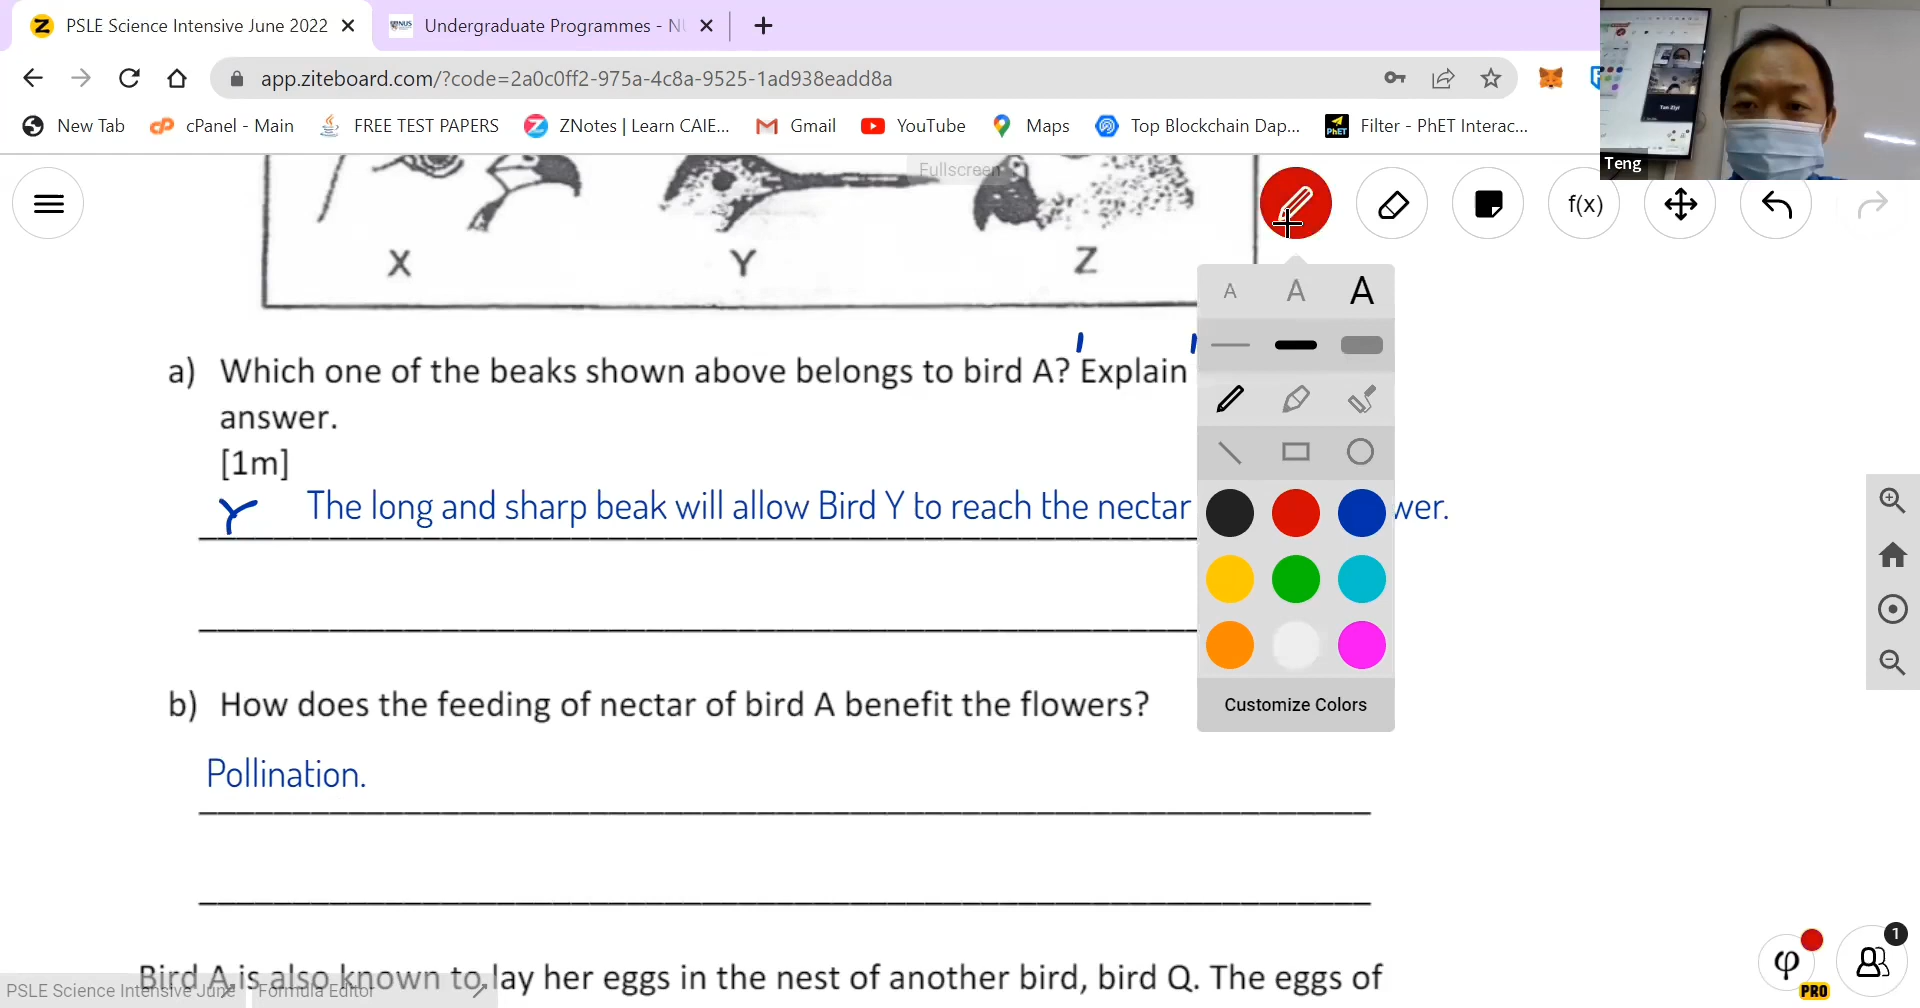 PSLE Science Intensive June 2022
Undergraduate Programmes - NU
app.ziteboard.com/?code=2a0c0ff2-975a-4c8a-9525-1ad938eadd8a
New Tab cPanel - Main FREE TEST PAPERS ZNotes | Learn CAIE... Gmail YouTube Maps Top Blockchain Dap... PhET Filter - PhET Interac...
Teng
Fullscreen
f(x)
X Y Z
A A A
a) Which one of the beaks shown above belongs to bird A? Explain
answer.
[1m]
Y The long and sharp beak will allow Bird Y to reach the nectar wer.
b) How does the feeding of nectar of bird A benefit the flowers?
Customize Colors
Pollination.
1
Bird A is also known to lay her eggs in the nest of another bird, bird Q. The eggs of
PSLE Science Intensive June Formula Editor
φ PRO